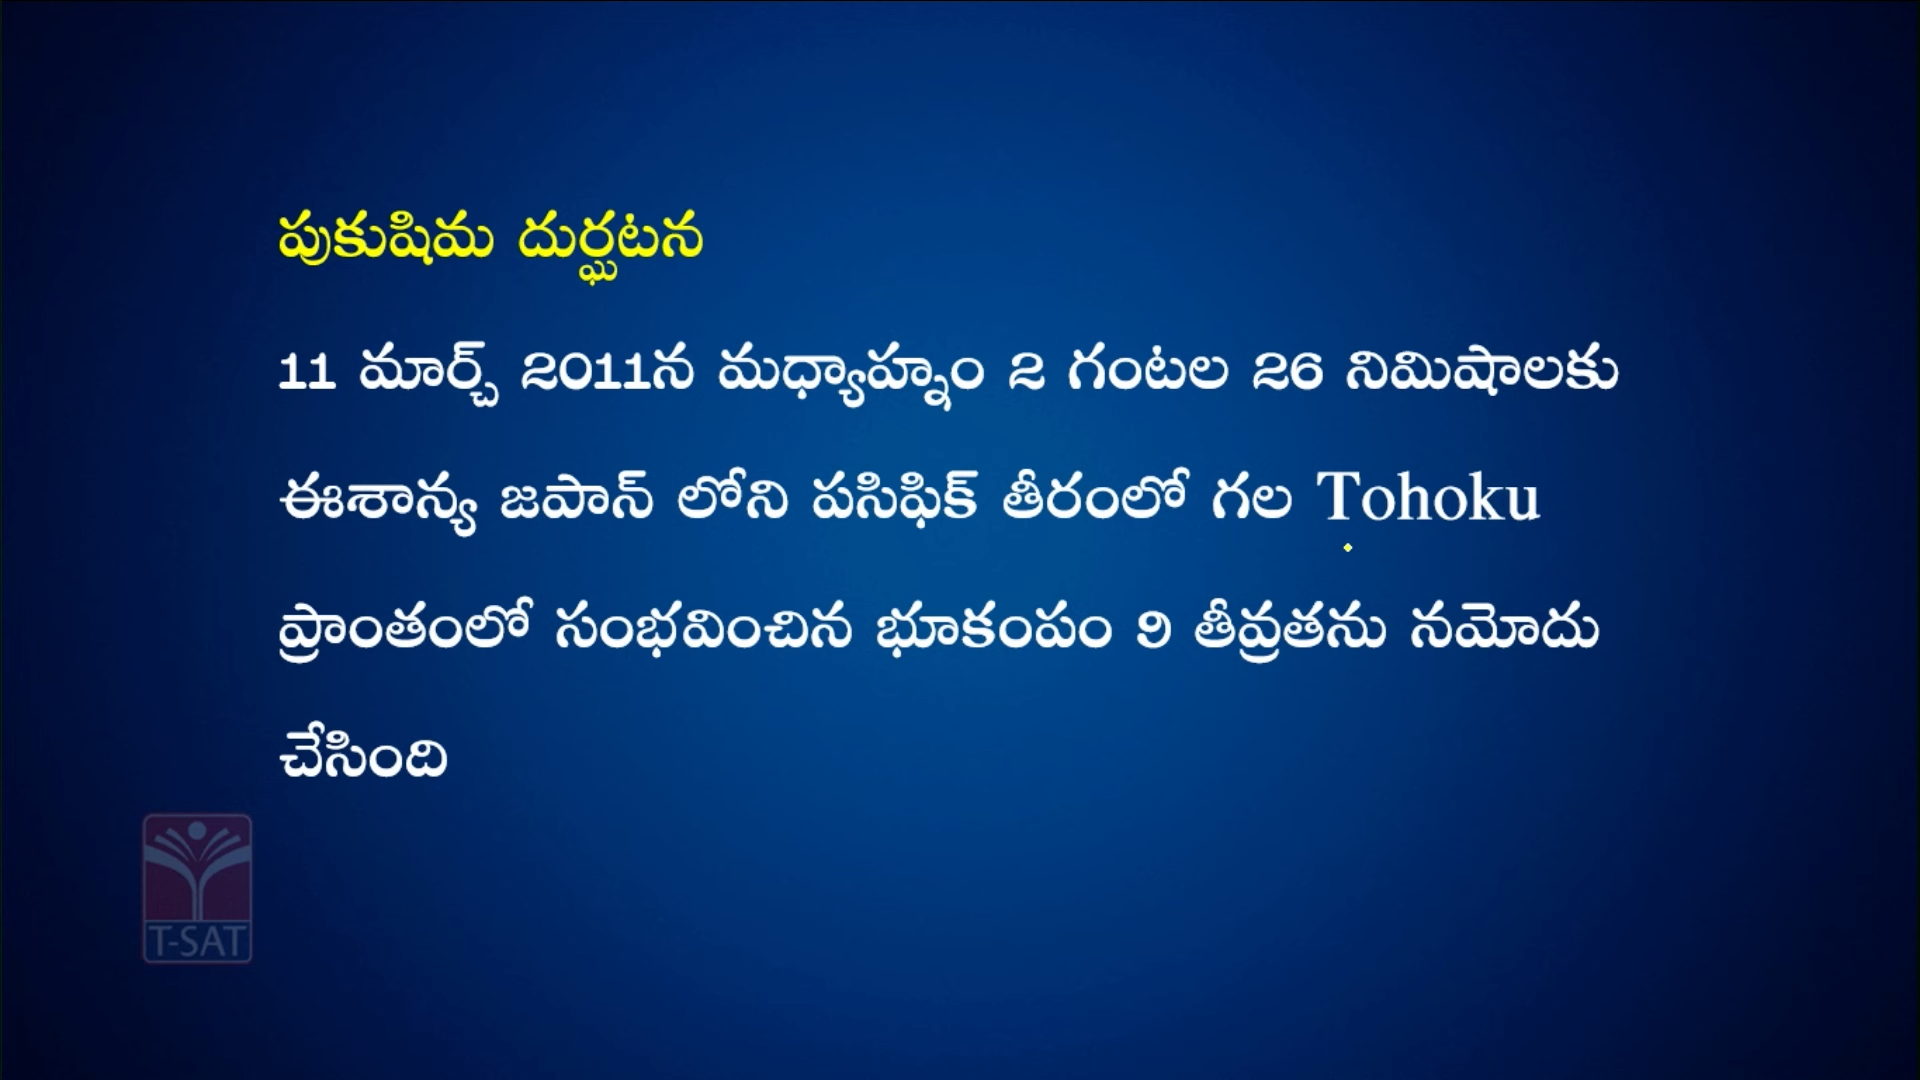 పుకుషిమ దుర్ఘటన
11 మార్చ్ 2011న మధ్యాహ్నం 2 గంటల 26 నిమిషాలకు
ఈశాన్య జపాన్ లోని పసిఫిక్ తీరంలో గల Tohoku
ప్రాంతంలో సంభవించిన భూకంపం 9 తీవ్రతను నమోదు
చేసింది
T-SAT